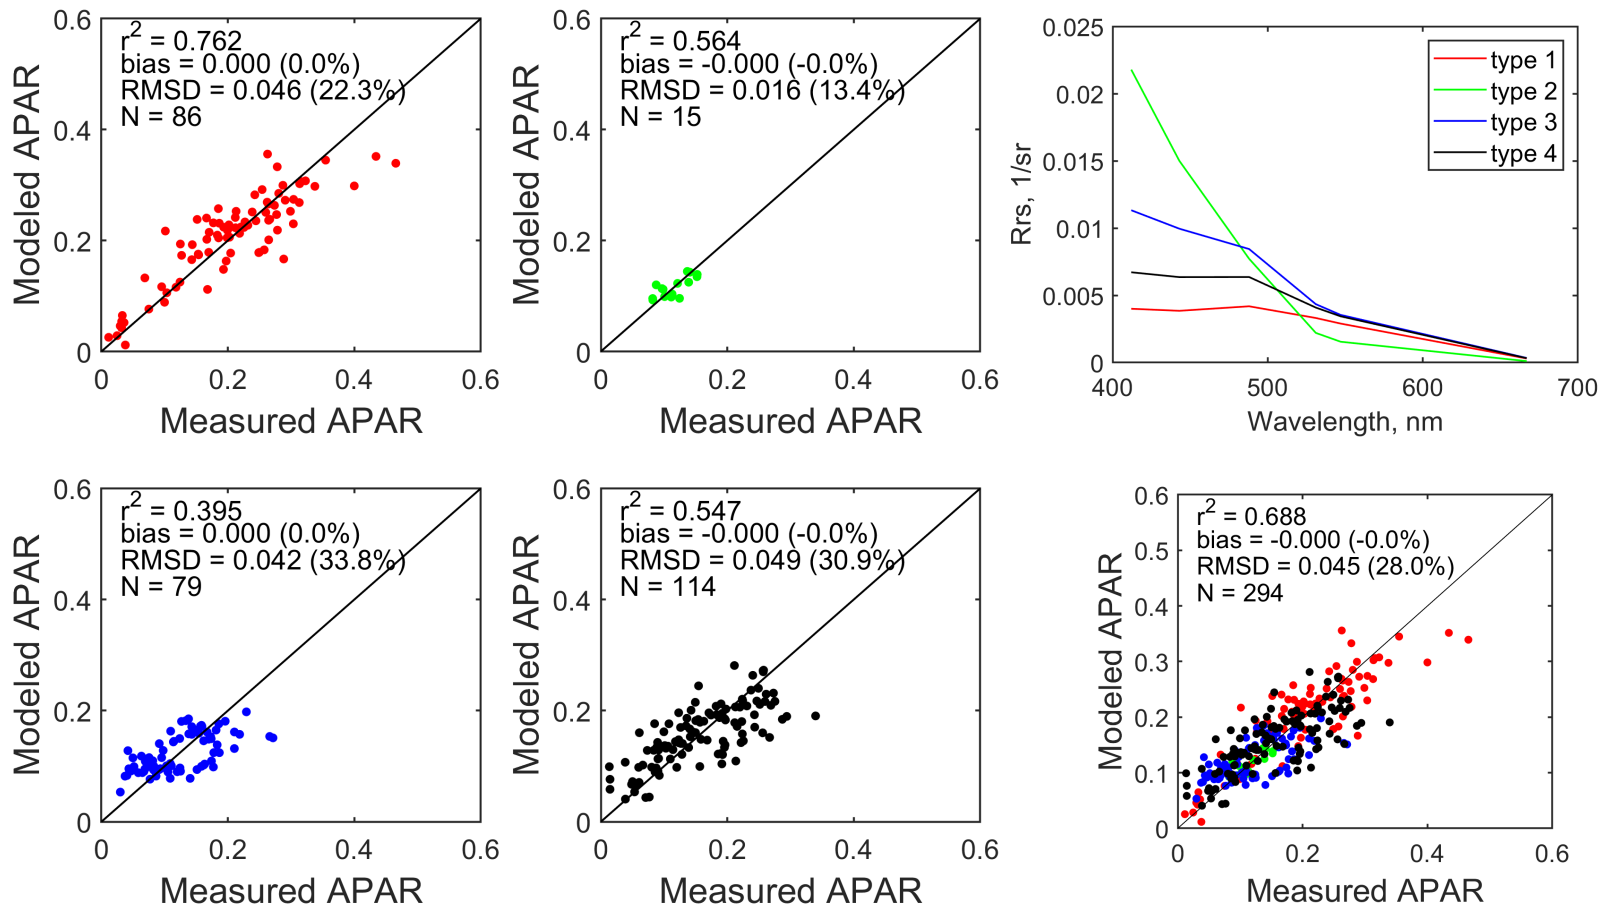 0.6
0.4
0.2
0
0
0.2
0.4
0.6
Modeled APAR
Measured APAR
r2 = 0.762
bias = 0.000 (0.0%)
RMSD = 0.046 (22.3%)
N = 86
0.6
0.4
0.2
0
0
0.2
0.4
0.6
Modeled APAR
Measured APAR
r2 = 0.564
bias = -0.000 (-0.0%)
RMSD = 0.016 (13.4%)
N = 15
0.025
0.02
0.015
0.01
0.005
0
400
500
600
700
Rrs, 1/sr
Wavelength, nm
type 1
type 2
type 3
type 4
0.6
0.4
0.2
0
0
0.2
0.4
0.6
Modeled APAR
Measured APAR
r2 = 0.395
bias = 0.000 (0.0%)
RMSD = 0.042 (33.8%)
N = 79
0.6
0.4
0.2
0
0
0.2
0.4
0.6
Modeled APAR
Measured APAR
r2 = 0.547
bias = -0.000 (-0.0%)
RMSD = 0.049 (30.9%)
N = 114
0.6
0.5
0.4
0.3
0.2
0.1
0
0
0.2
0.4
0.6
Modeled APAR
Measured APAR
r2 = 0.688
bias = -0.000 (-0.0%)
RMSD = 0.045 (28.0%)
N = 294